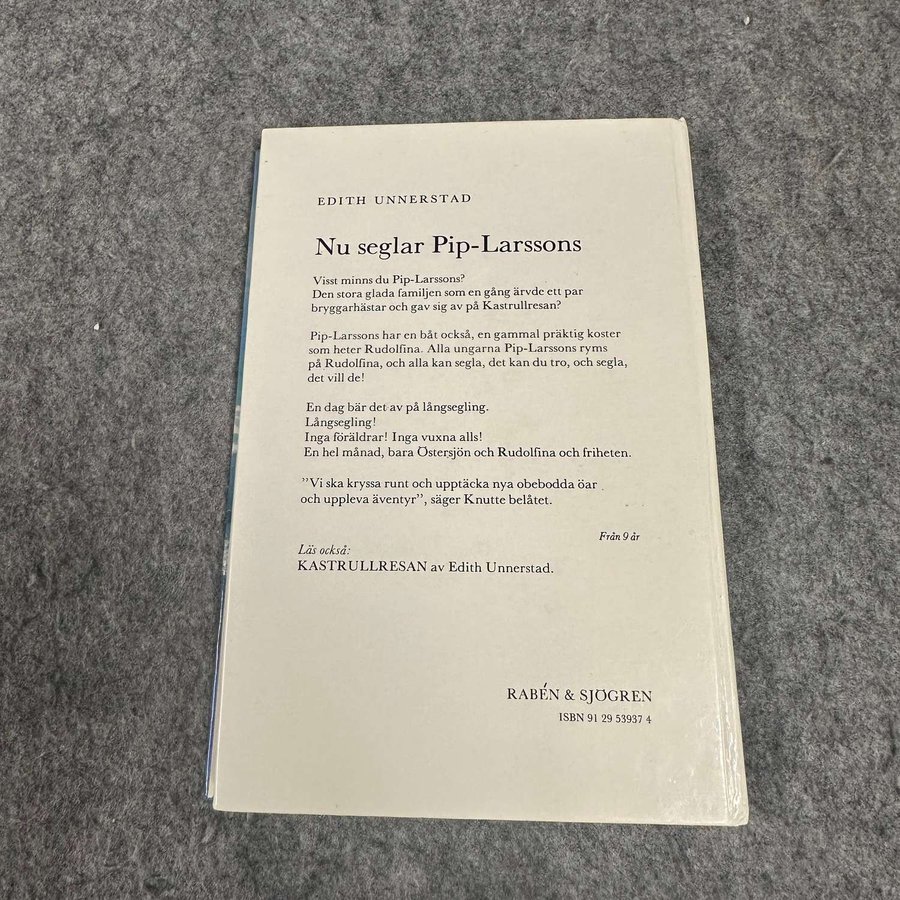 EDITH UNNERSTAD
Nu seglar Pip-Larssons
Visst minns du Pip-Larssons?
Den stora glada familjen som en gång ärvde ett par
bryggarhästar och gav sig av på Kastrullresan?
Pip-Larssons har en båt också, en gammal präktig koster
som heter Rudolfina. Alla ungarna Pip-Larssons ryms
på Rudolfina, och alla kan segla, det kan du tro, och segla,
det vill de!
En dag bär det av på långsegling.
Långsegling!
Inga föräldrar! Inga vuxna alls!
En hel månad, bara Östersjön och Rudolfina och friheten.
”Vi ska kryssa runt och upptäcka nya obebodda öar
och uppleva äventyr”, säger Knutte belåtet.
Från 9 år
Läs också:
KASTRULLRESAN av Edith Unnerstad.
RABÉN & SJÖGREN
ISBN 91 29 53937 4